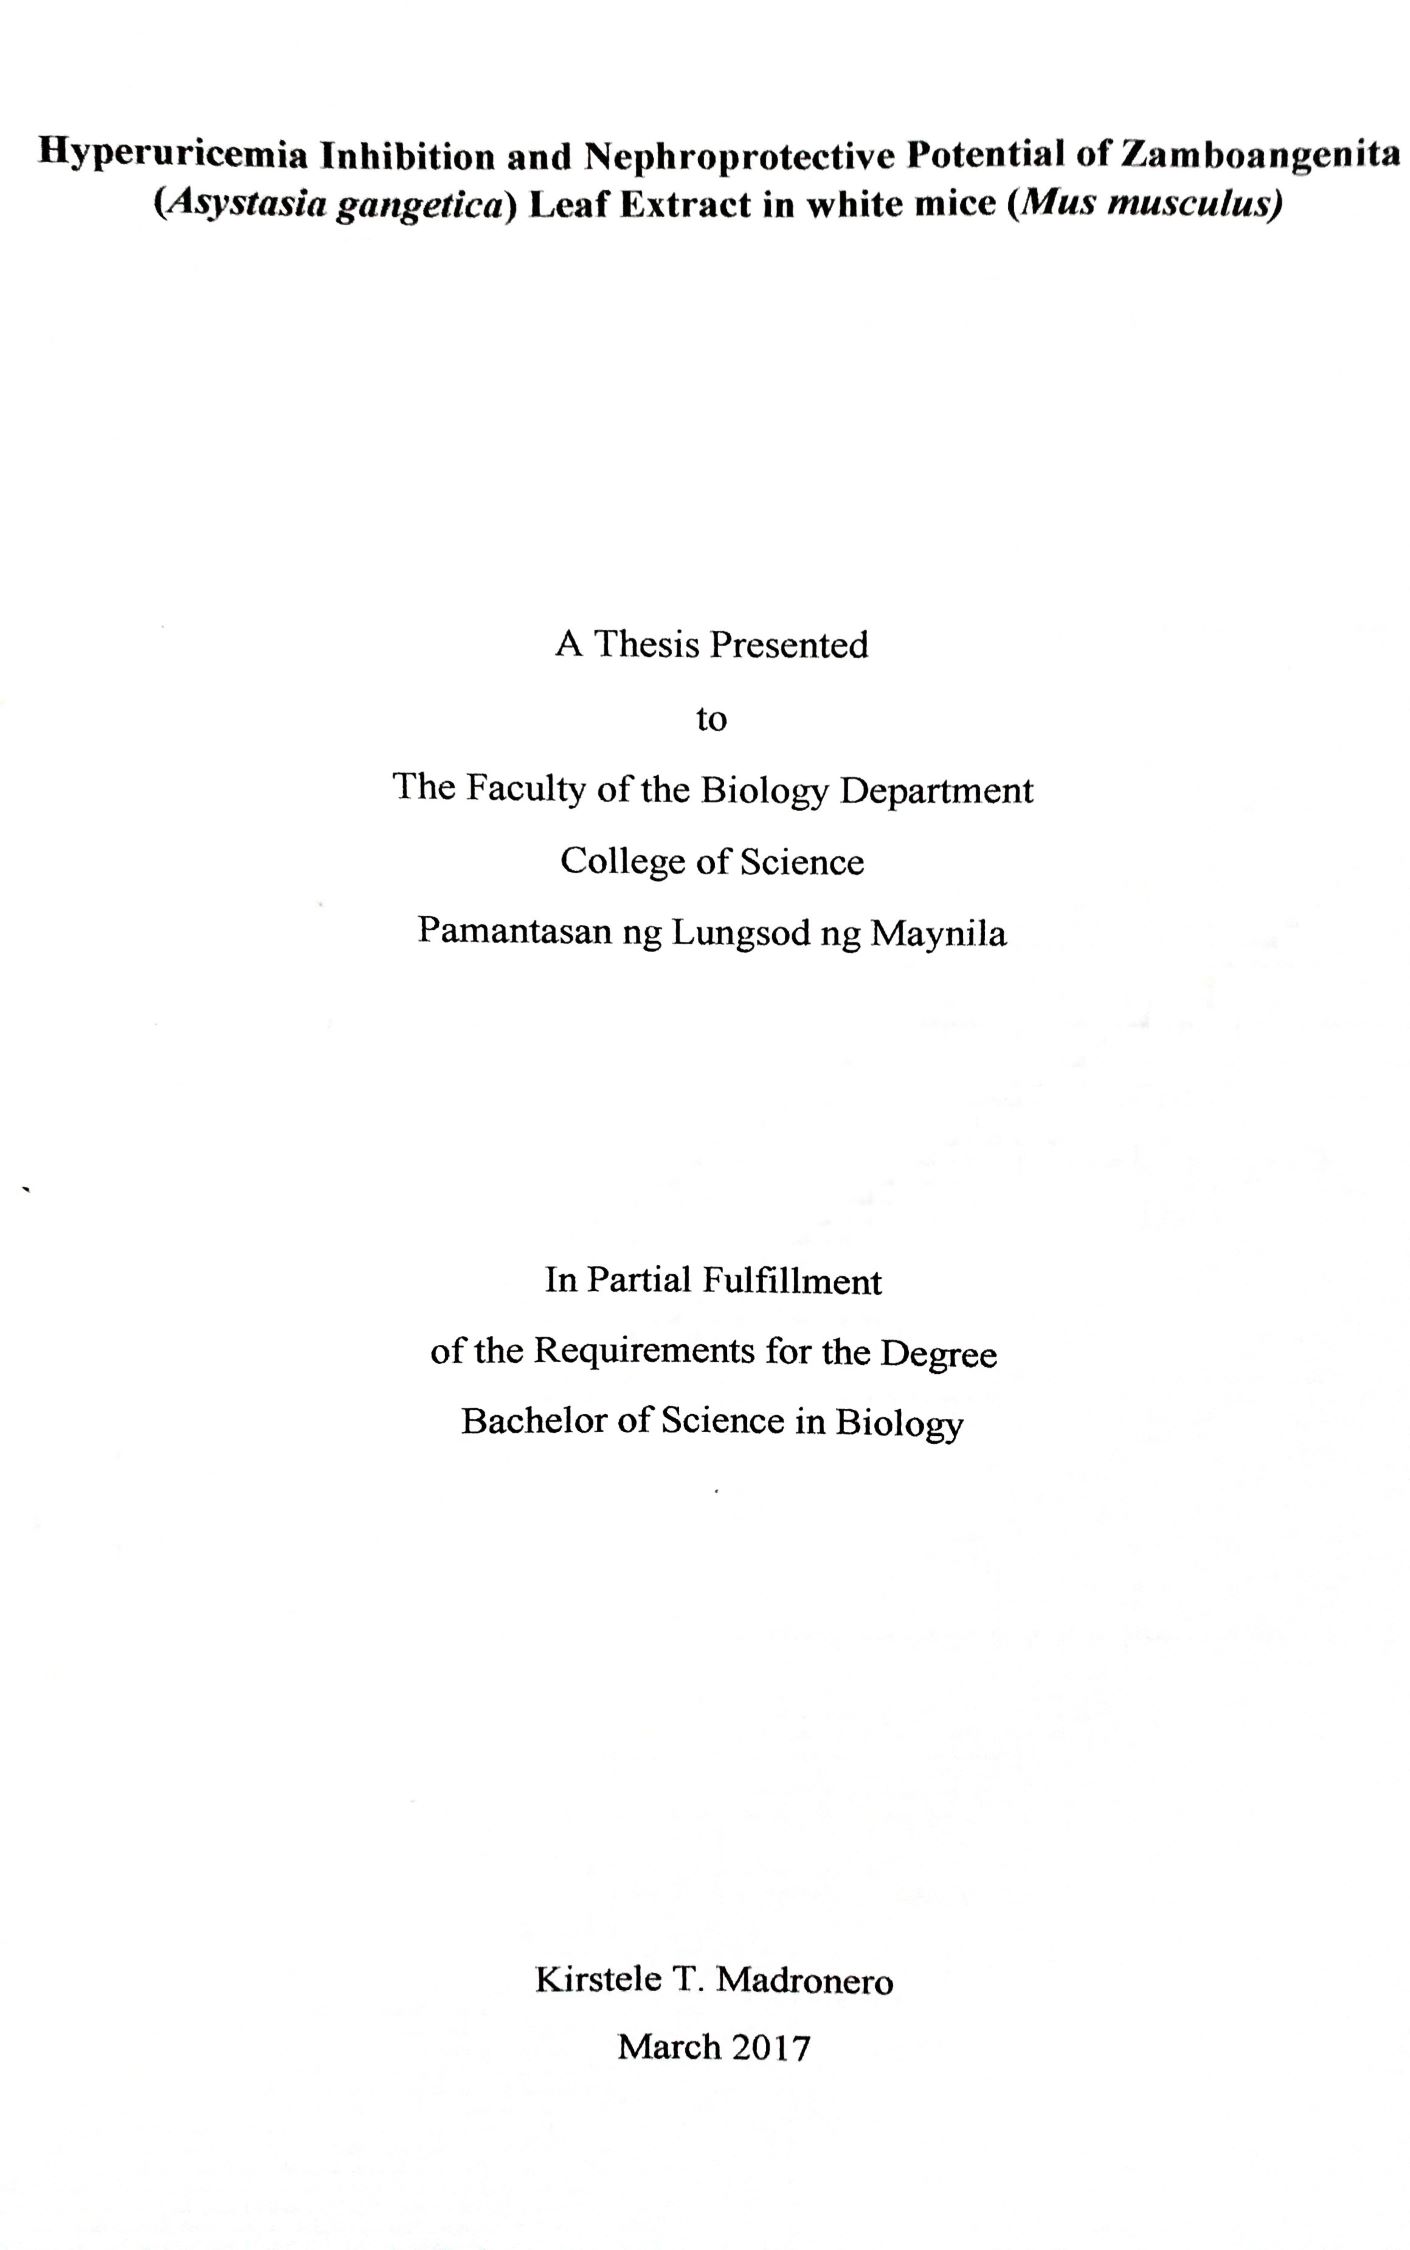 Hyperuricemia Inhibition and Nephroprotective Potential of Zamboangenita
(Asystasia gangetica) Leaf Extract in white mice (Mus musculus)
A Thesis Presented
to
The Faculty of the Biology Department
College of Science
Pamantasan ng Lungsod ng Maynila
In Partial Fulfillment
of the Requirements for the Degree
Bachelor of Science in Biology
Kirstele T. Madronero
March 2017